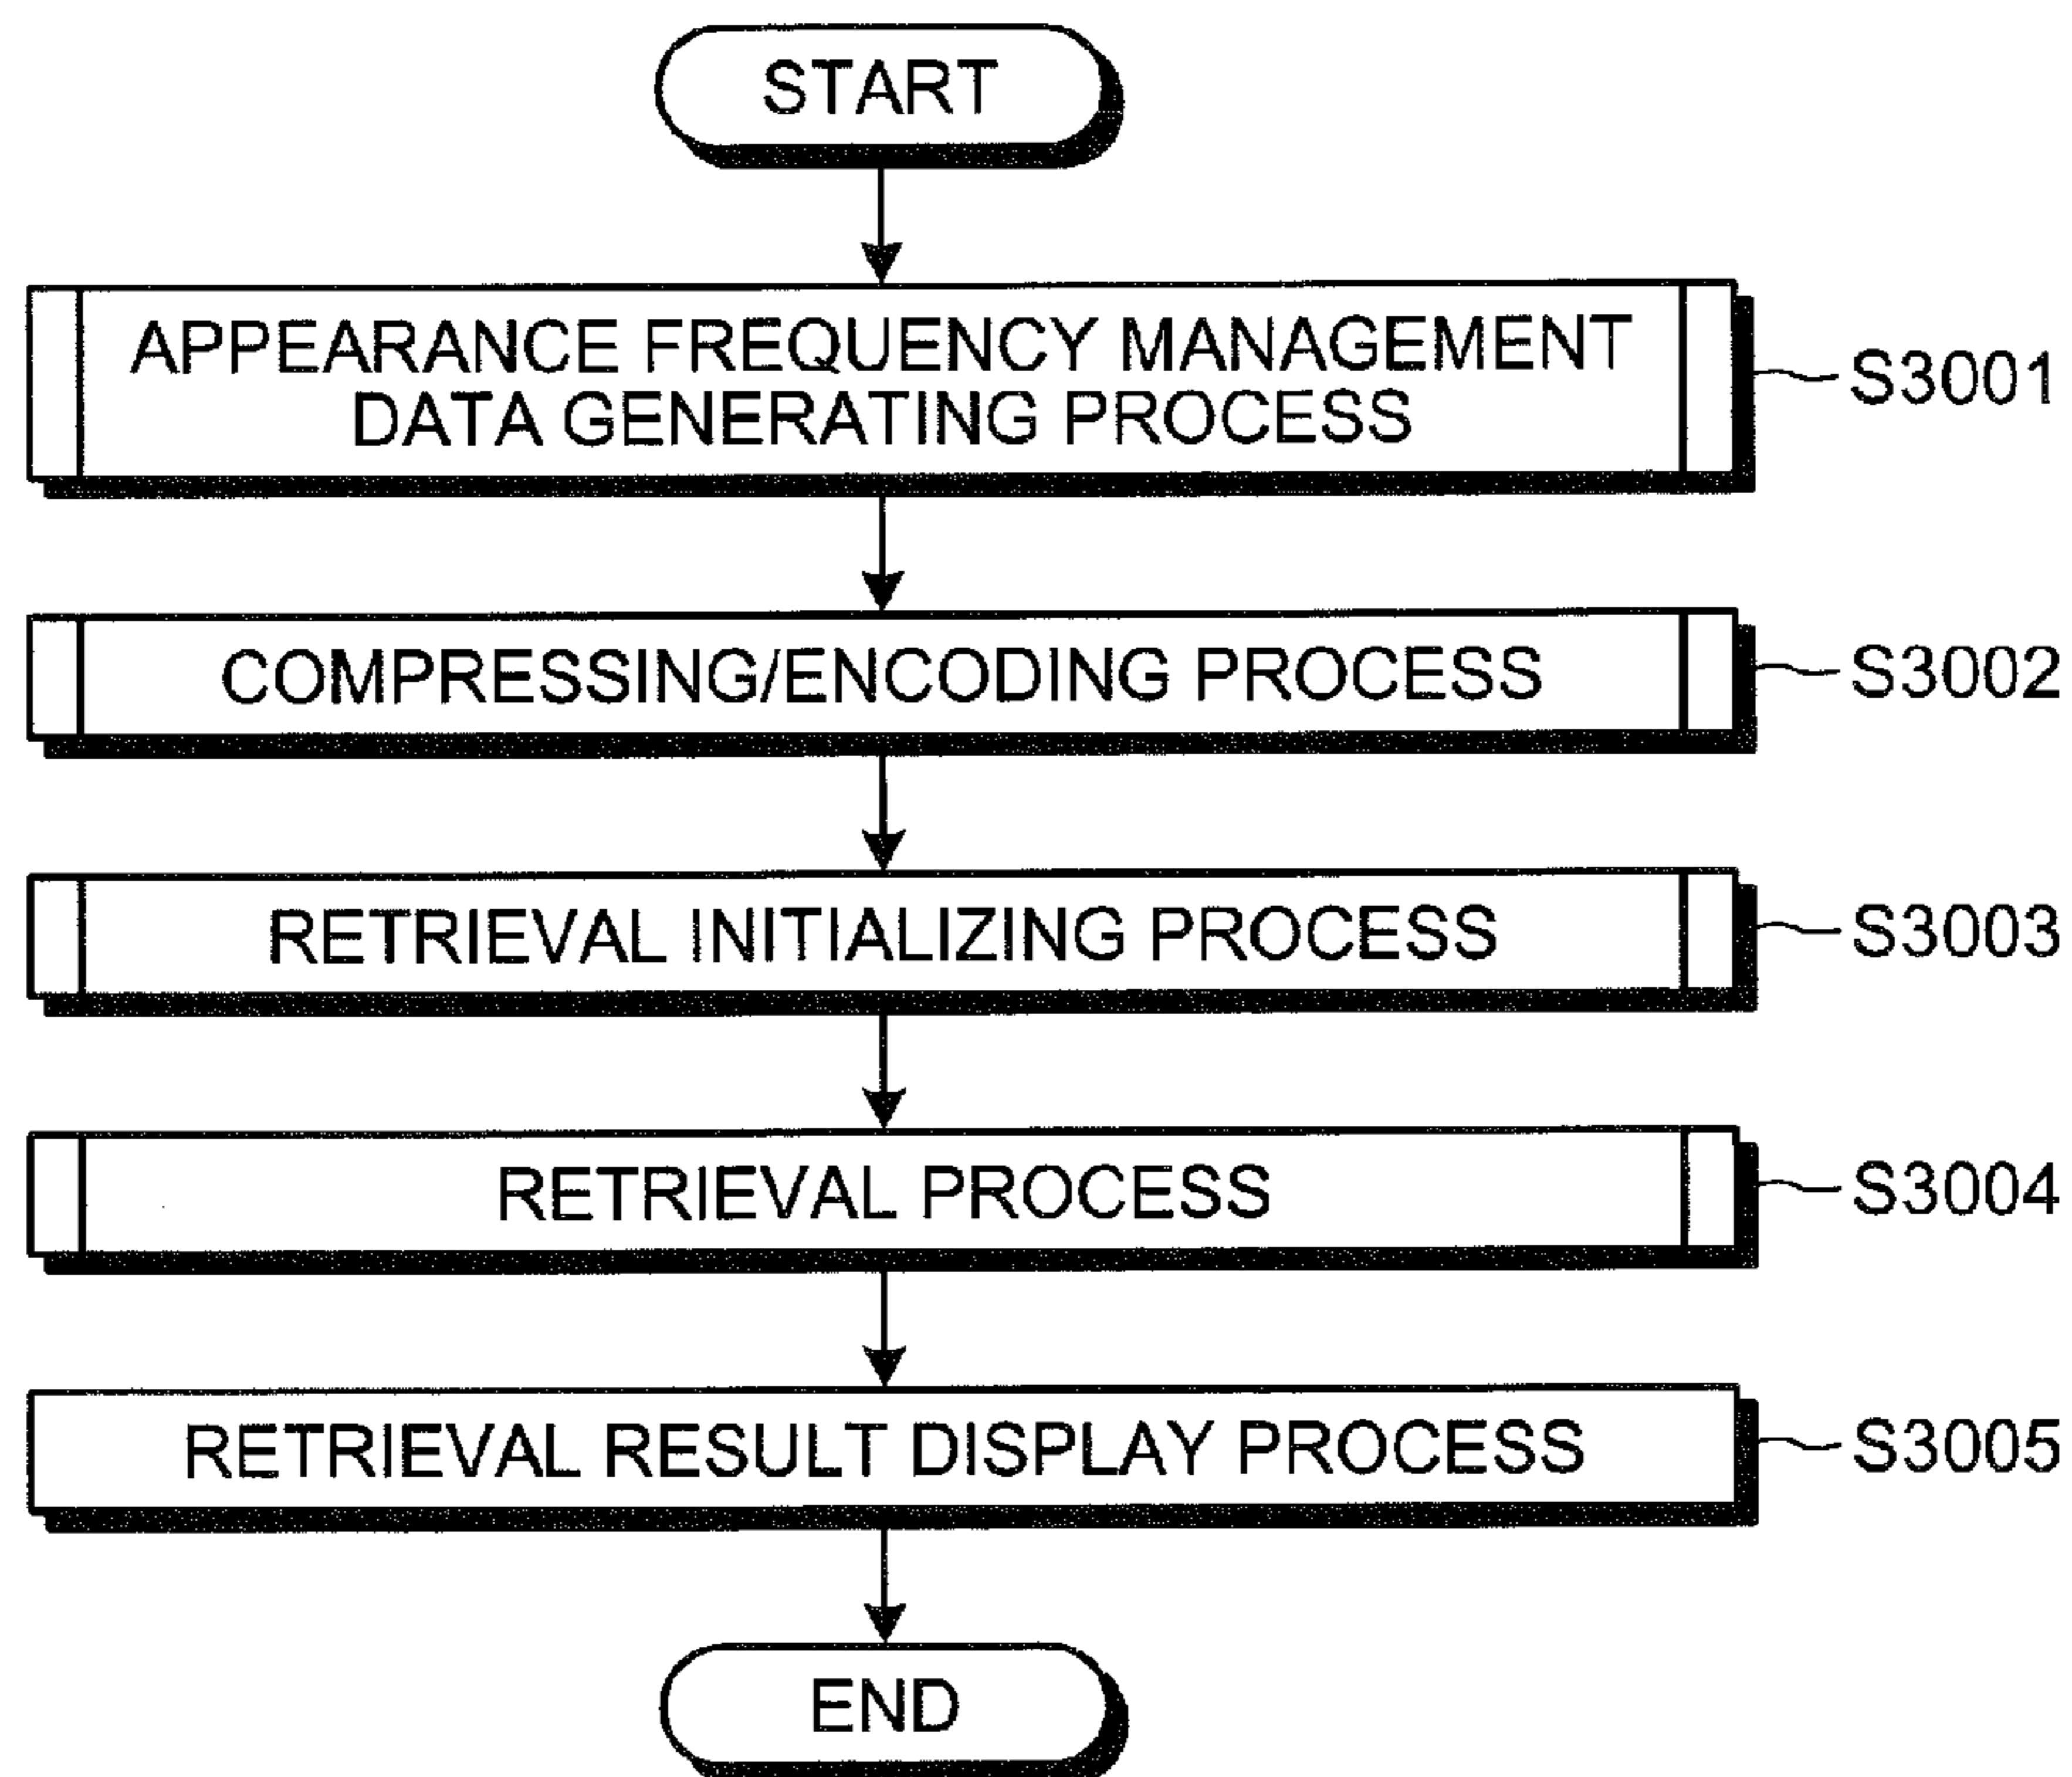 START
APPEARANCE FREQUENCY MANAGEMENT
DATA GENERATING PROCESS
S3001
COMPRESSING/ENCODING PROCESS
S3002
RETRIEVAL INITIALIZING PROCESS
S3003
RETRIEVAL PROCESS
S3004
RETRIEVAL RESULT DISPLAY PROCESS
S3005
END